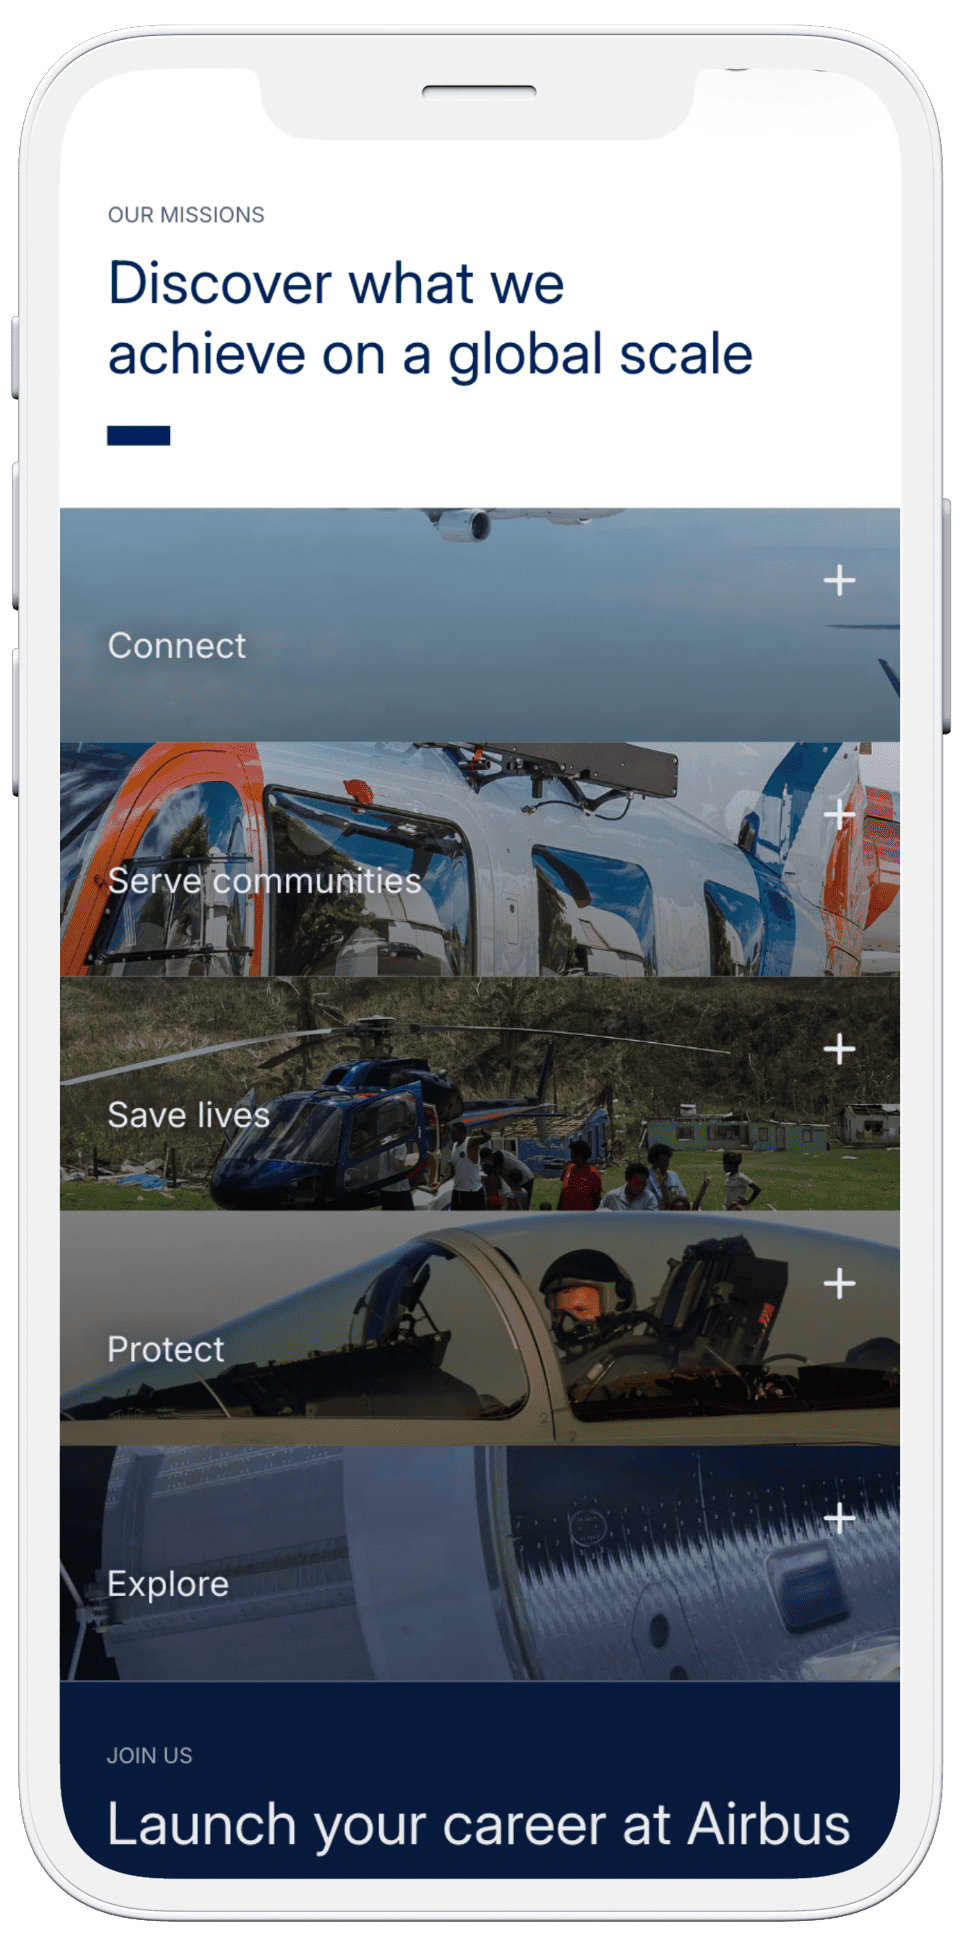 OUR MISSIONS
Discover what we
achieve on a global scale
Connect
Serve communities
Save lives
Protect
Explore
JOIN US
Launch your career at Airbus